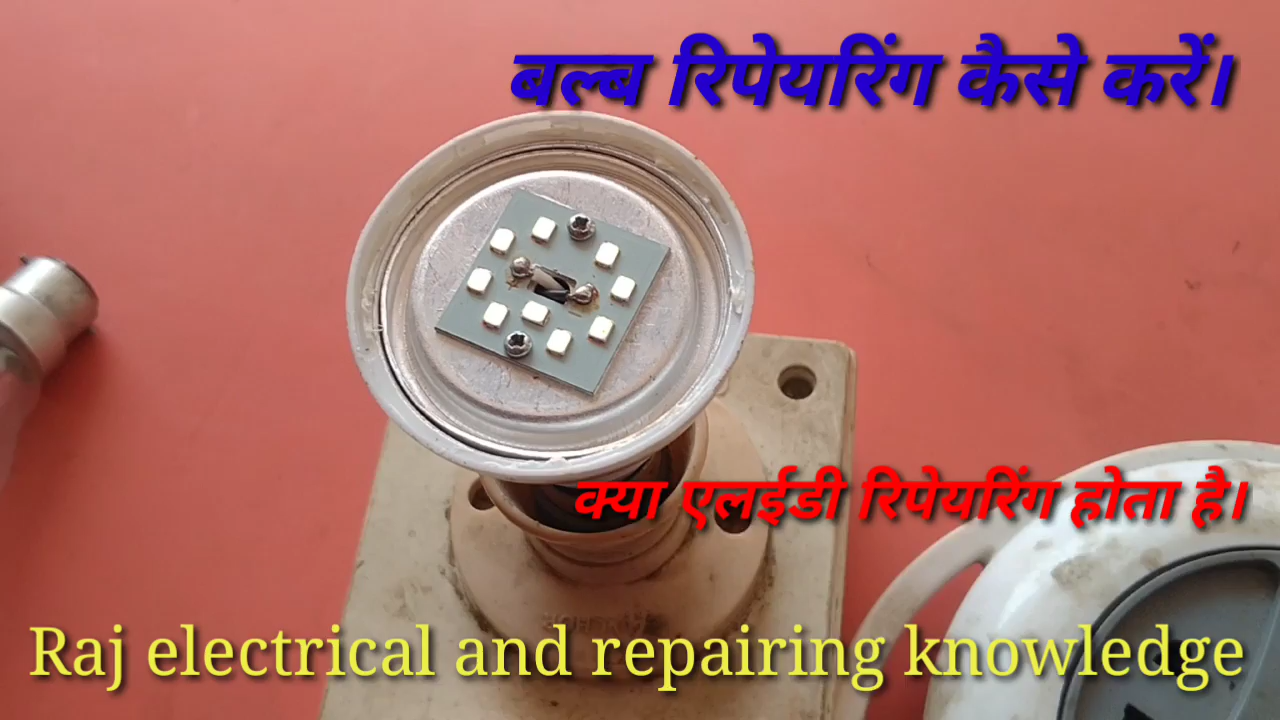 बल्ब रिपेयरिंग कैसे करें।
क्या एलईडी रिपेयरिंग होता है।
Raj electrical and repairing knowledge